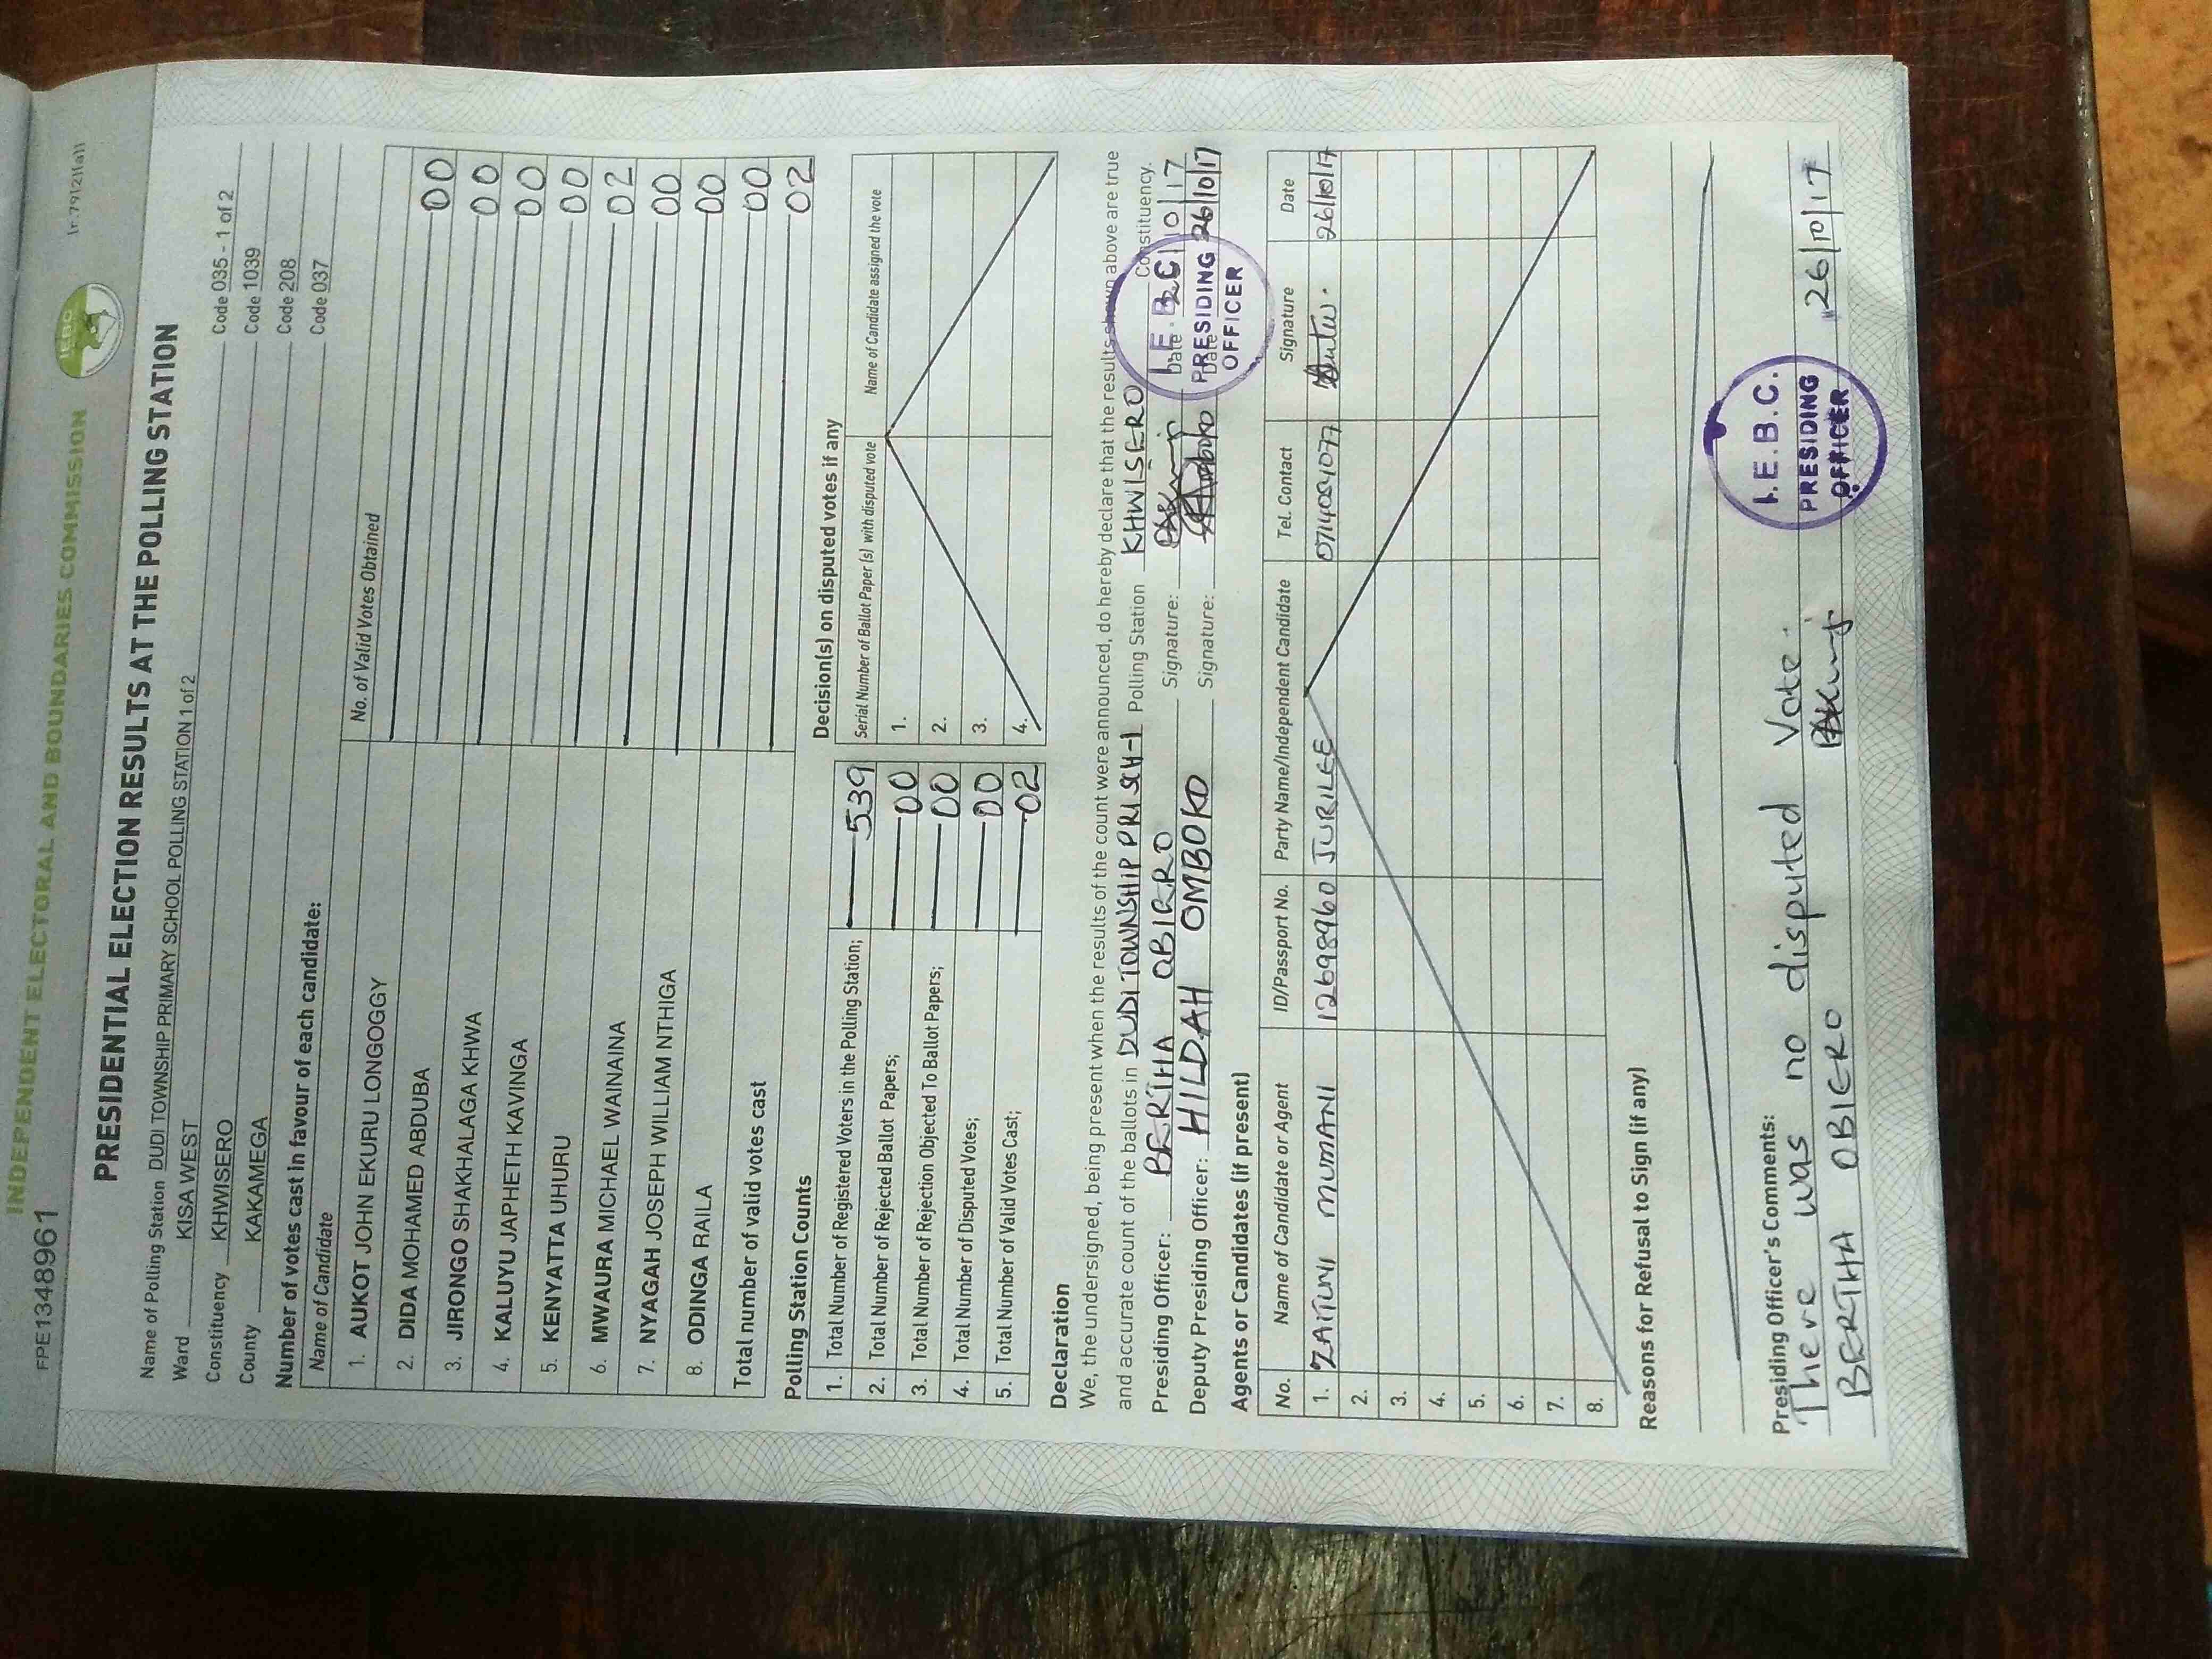 FPE1348961
INDEPENDENT ELECTORAL AND BOUNDARIES COMMISSION
IEBC
PRESIDENTIAL ELECTION RESULTS AT THE POLLING STATION
Name of Polling Station DUDI TOWNSHIP PRIMARY SCHOOL POLLING STATION 1 of 2 Code 035 - 1 of 2
Ward KISA WEST Code 1039
Constituency KHWISERO Code 208
County KAKAMEGA Code 037
Number of votes cast in favour of each candidate:
Name of Candidate No. of Valid Votes Obtained
1. AUKOT JOHN EKURU LONGOGGY 00
2. DIDA MOHAMED ABDUBA 00
3. JIRONGO SHAKHALAGA KHWA 00
4. KALUYU JAPHETH KAVINGA 00
5. KENYATTA UHURU 02
6. MWAURA MICHAEL WAINAINA 00
7. NYAGAH JOSEPH WILLIAM NTHIGA 00
8. ODINGA RAILA 00
Total number of valid votes cast 02
Polling Station Counts
1. Total Number of Registered Voters in the Polling Station; 539
2. Total Number of Rejected Ballot Papers; 00
3. Total Number of Rejection Objected To Ballot Papers; 00
4. Total Number of Disputed Votes; 00
5. Total Number of Valid Votes Cast; 02
Decision(s) on disputed votes if any
Serial Number of Ballot Paper (s) with disputed vote Name of Candidate assigned the vote
1.
2.
3.
4.
Declaration
We, the undersigned, being present when the results of the count were announced, do hereby declare that the results shown above are true
and accurate count of the ballots in DUDI TOWNSHIP PRI SCH-1 Polling Station KHWISERO Constituency.
Presiding Officer: BERTHA OBIERO Signature: Date 26|10|17
Deputy Presiding Officer: HILDAH OMBOKO Signature: Date 26|10|17
I.E.B.C.
PRESIDING
OFFICER
Agents or Candidates (if present)
No. Name of Candidate or Agent ID/Passport No. Party Name/Independent Candidate Tel. Contact Signature Date
1. ZAITUNI MUMANI 12698960 JUBILEE 0714081077 26/10/17
2.
3.
4.
5.
6.
7.
8.
Reasons for Refusal to Sign (if any)
Presiding Officer's Comments:
There was no disputed Vote.
BERTHA OBIERO 26/10/17
I.E.B.C.
PRESIDING
OFFICER